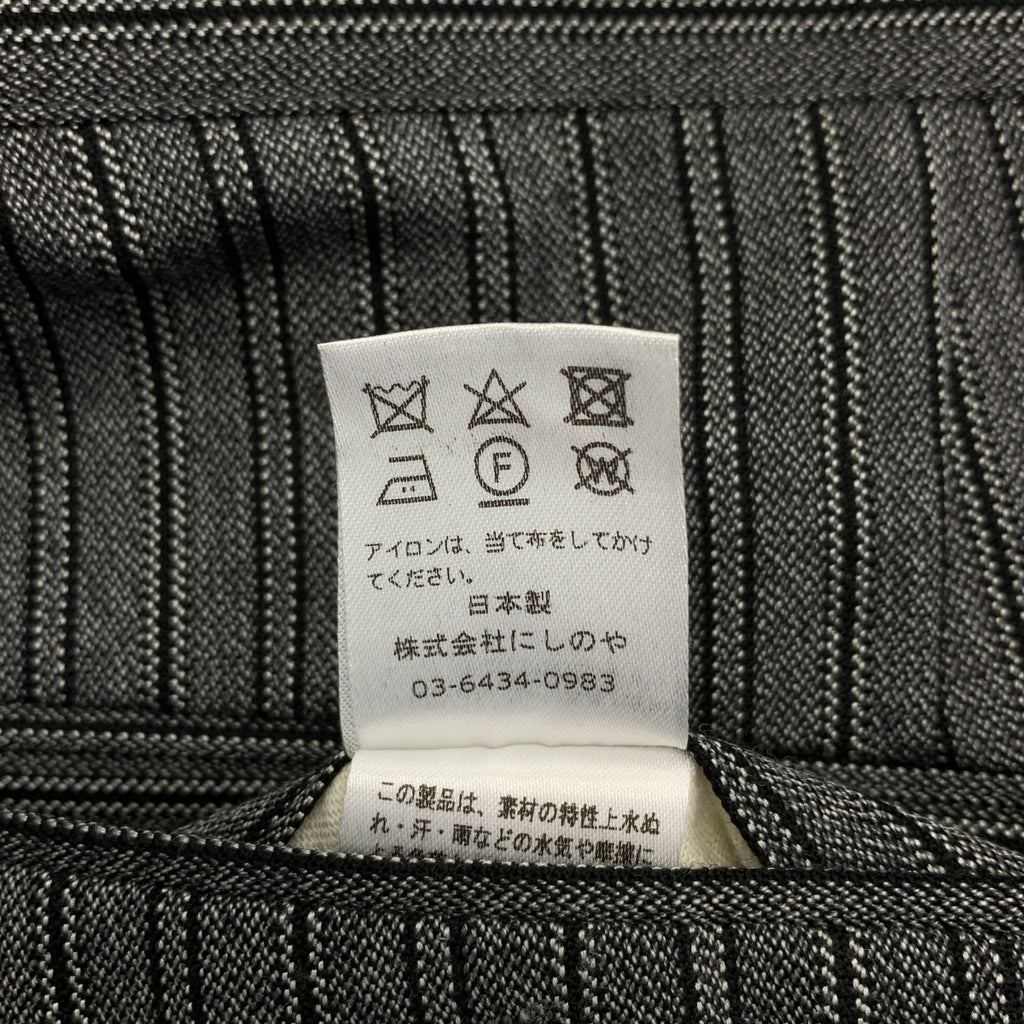 F W
アイロンは、当て布をしてかけ
てください。
日本製
株式会社にしのや
03-6434-0983
この製品は、素材の特性上水ぬ
れ・汗・雨などの水気や摩擦に